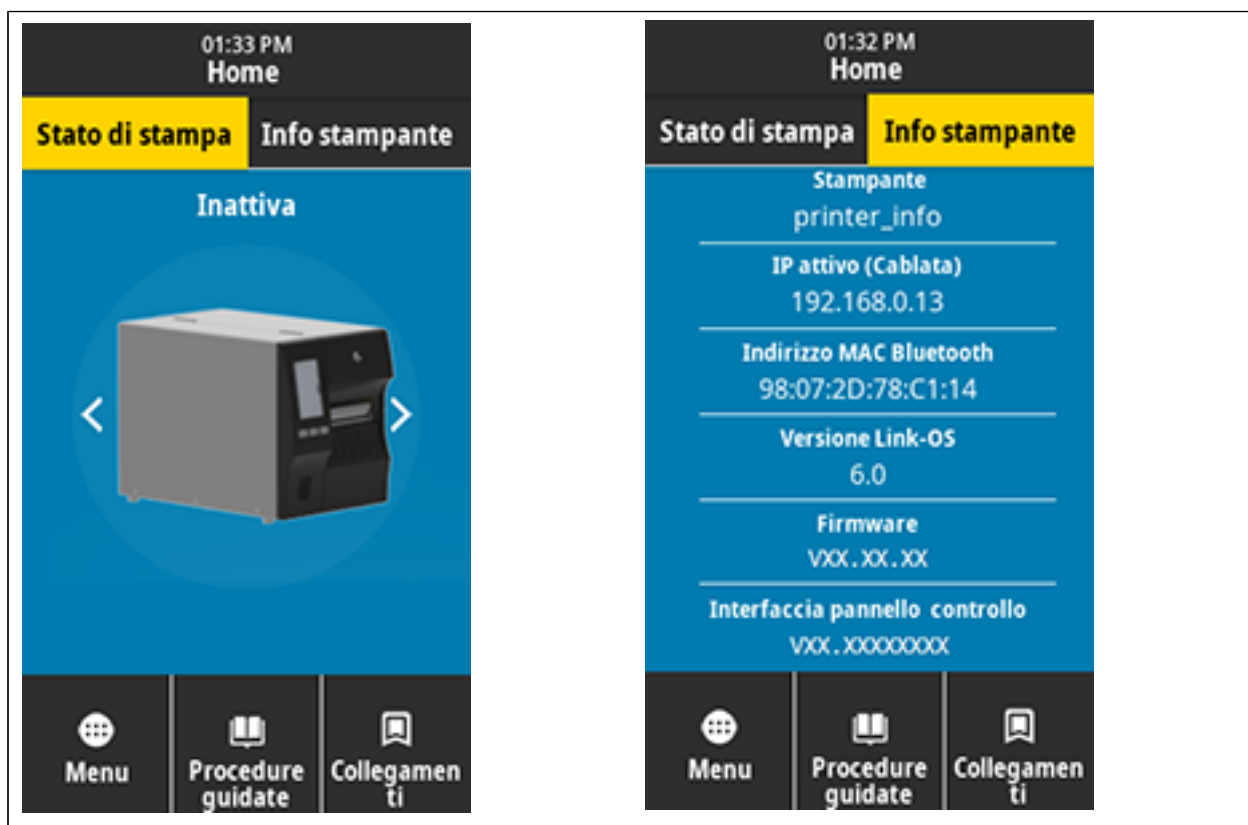 01:33 PM
Home
Stato di stampa
Info stampante
Inattiva
Menu
Procedure
guidate
Collegamen
ti
01:32 PM
Home
Stato di stampa
Info stampante
Stampante
printer_info
IP attivo (Cablata)
192.168.0.13
Indirizzo MAC Bluetooth
98:07:2D:78:C1:14
Versione Link-OS
6.0
Firmware
VXX.XX.XX
Interfaccia pannello controllo
VXX.XXXXXXXX
Menu
Procedure
guidate
Collegamen
ti